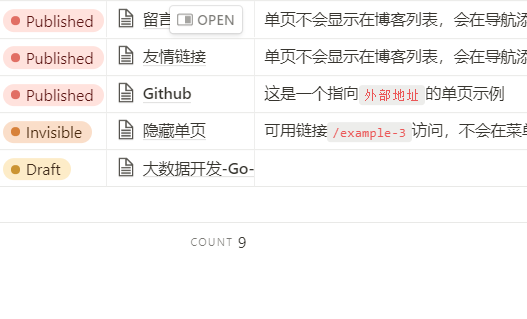 Published 留言 OPEN 单页不会显示在博客列表，会在导航添
Published 友情链接 单页不会显示在博客列表，会在导航添
Published Github 这是一个指向外部地址的单页示例
Invisible 隐藏单页 可用链接/example-3访问，不会在菜单
Draft 大数据开发-Go-
COUNT 9